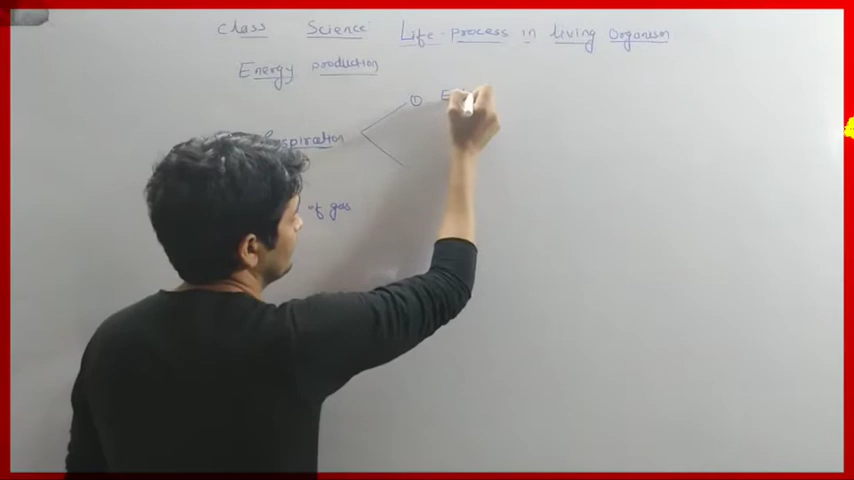 Class Science Life process in living Organism
Energy production
Respiration ①
of gas